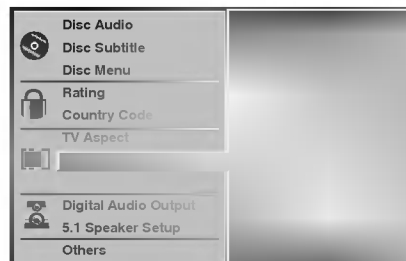 Disc Audio
Disc Subtitle
Disc Menu
Rating
Country Code
TV Aspect
Digital Audio Output
5.1 Speaker Setup
Others